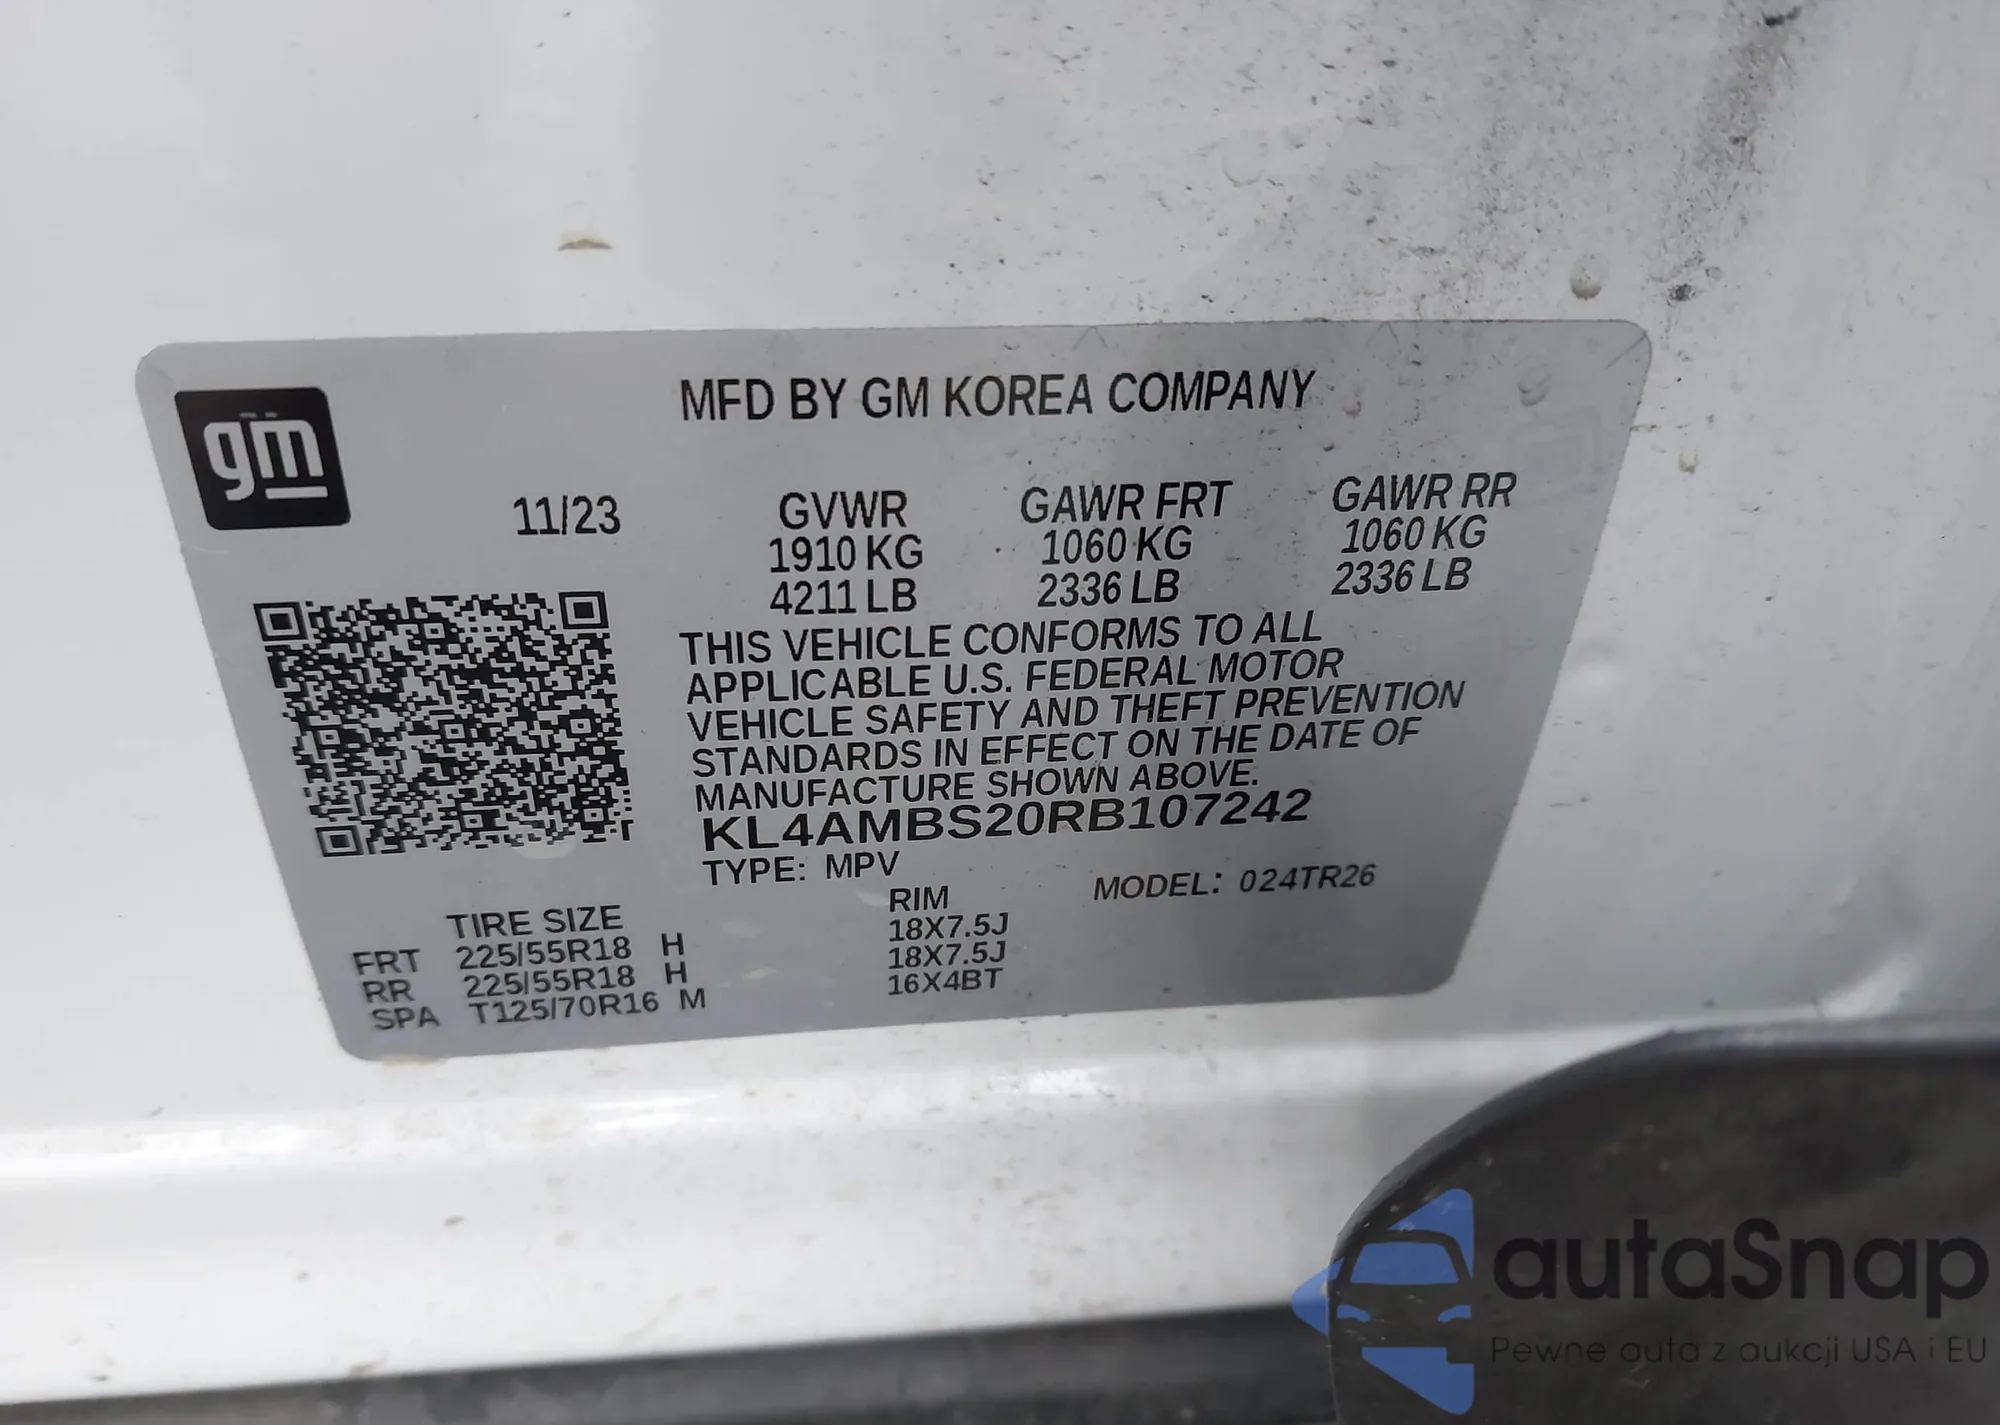 gm
MFD BY GM KOREA COMPANY
11/23
GVWR GAWR FRT GAWR RR
1910 KG 1060 KG 1060 KG
4211 LB 2336 LB 2336 LB
THIS VEHICLE CONFORMS TO ALL
APPLICABLE U.S. FEDERAL MOTOR
VEHICLE SAFETY AND THEFT PREVENTION
STANDARDS IN EFFECT ON THE DATE OF
MANUFACTURE SHOWN ABOVE.
KL4AMBS20RB107242
TYPE: MPV MODEL: 024TR26
TIRE SIZE RIM
FRT 225/55R18 H 18X7.5J
RR 225/55R18 H 18X7.5J
SPA T125/70R16 M 16X4BT
autaSnap
Pewne auta z aukcji USA i EU